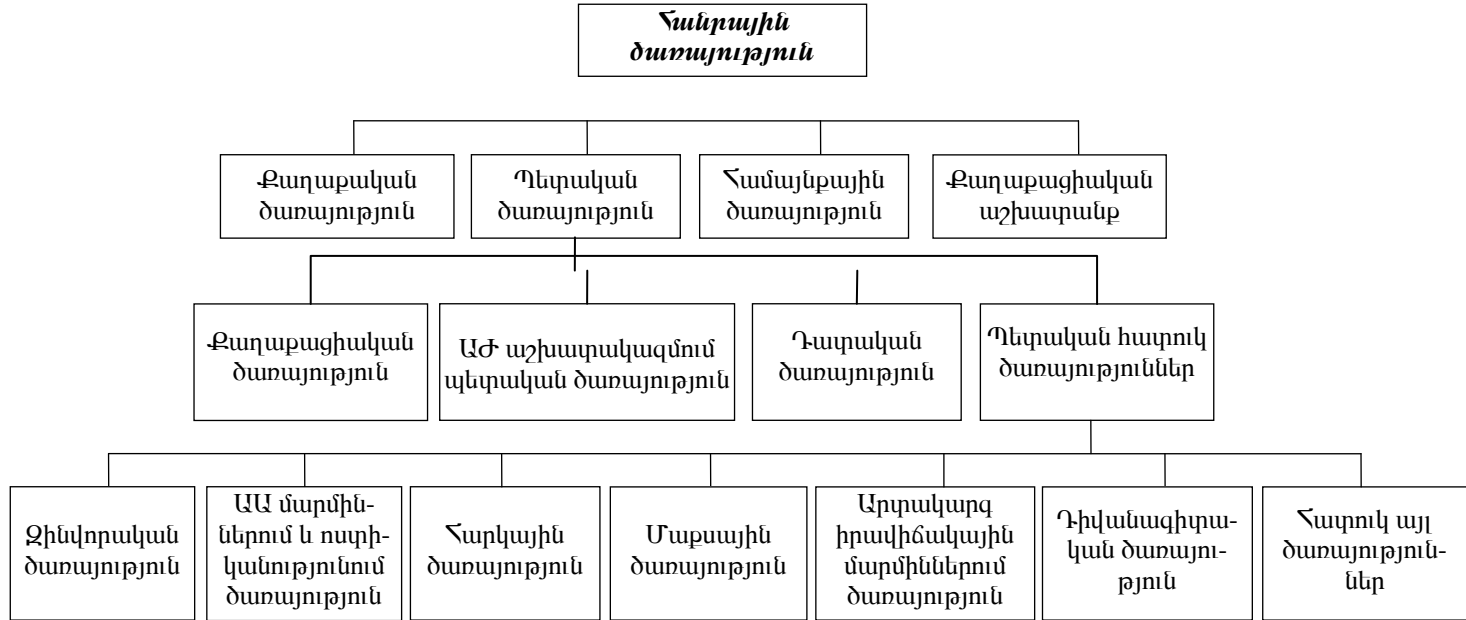 Հանրային
ծառայություն
Քաղաքական
ծառայություն
Պետական
ծառայություն
Համայնքային
ծառայություն
Քաղաքացիական
աշխատանք
Քաղաքացիական
ծառայություն
ԱԺ աշխատակազմում
պետական ծառայություն
Դատական
ծառայություն
Պետական հատուկ
ծառայություններ
Զինվորական
ծառայություն
ԱԱ մարմին-
ներում և ոստի-
կանությունում
ծառայություն
Հարկային
ծառայություն
Մաքսային
ծառայություն
Արտակարգ
իրավիճակային
մարմիններում
ծառայություն
Դիվանագիտա-
կան ծառայու-
թյուն
Հատուկ այլ
ծառայություն-
ներ